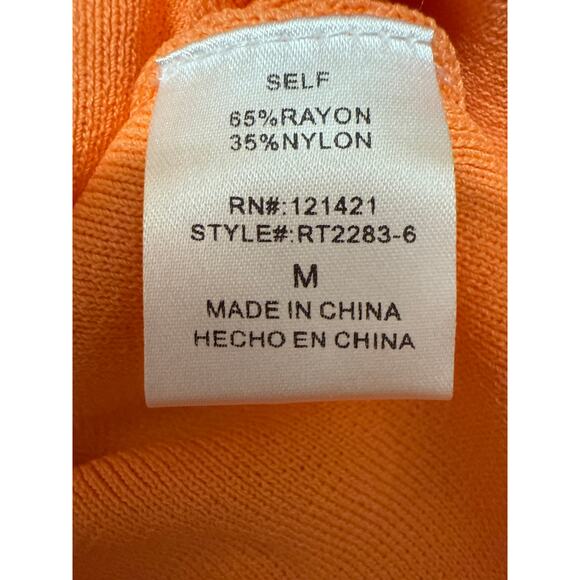 SELF
65%RAYON
35%NYLON
RN#:121421
STYLE#:RT2283-6
M
MADE IN CHINA
HECHO EN CHINA